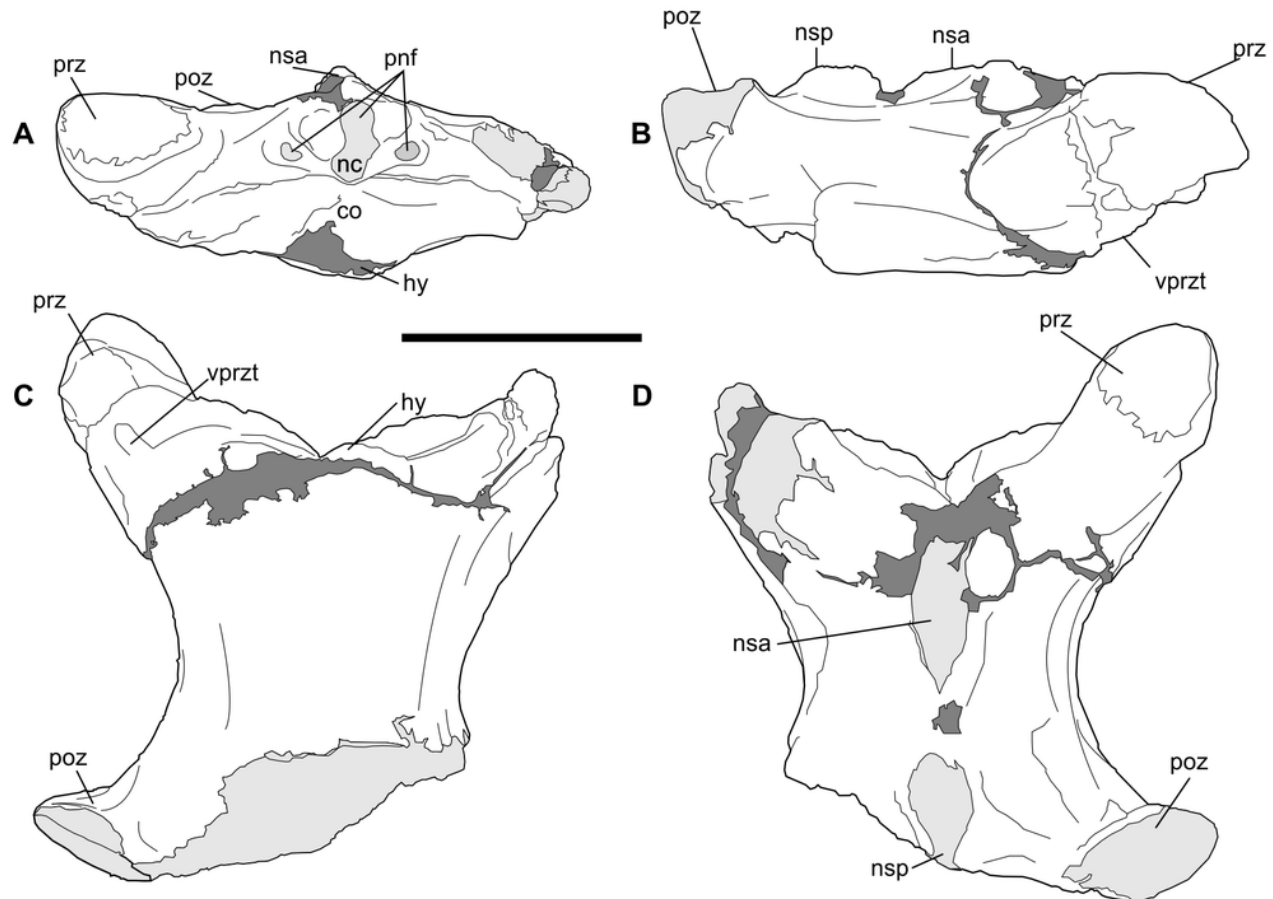 prz
poz
nsa
pnf
A
nc
co
hy
poz
nsp
nsa
prz
B
vprzt
prz
vprzt
C
hy
poz
prz
D
nsa
nsp
poz